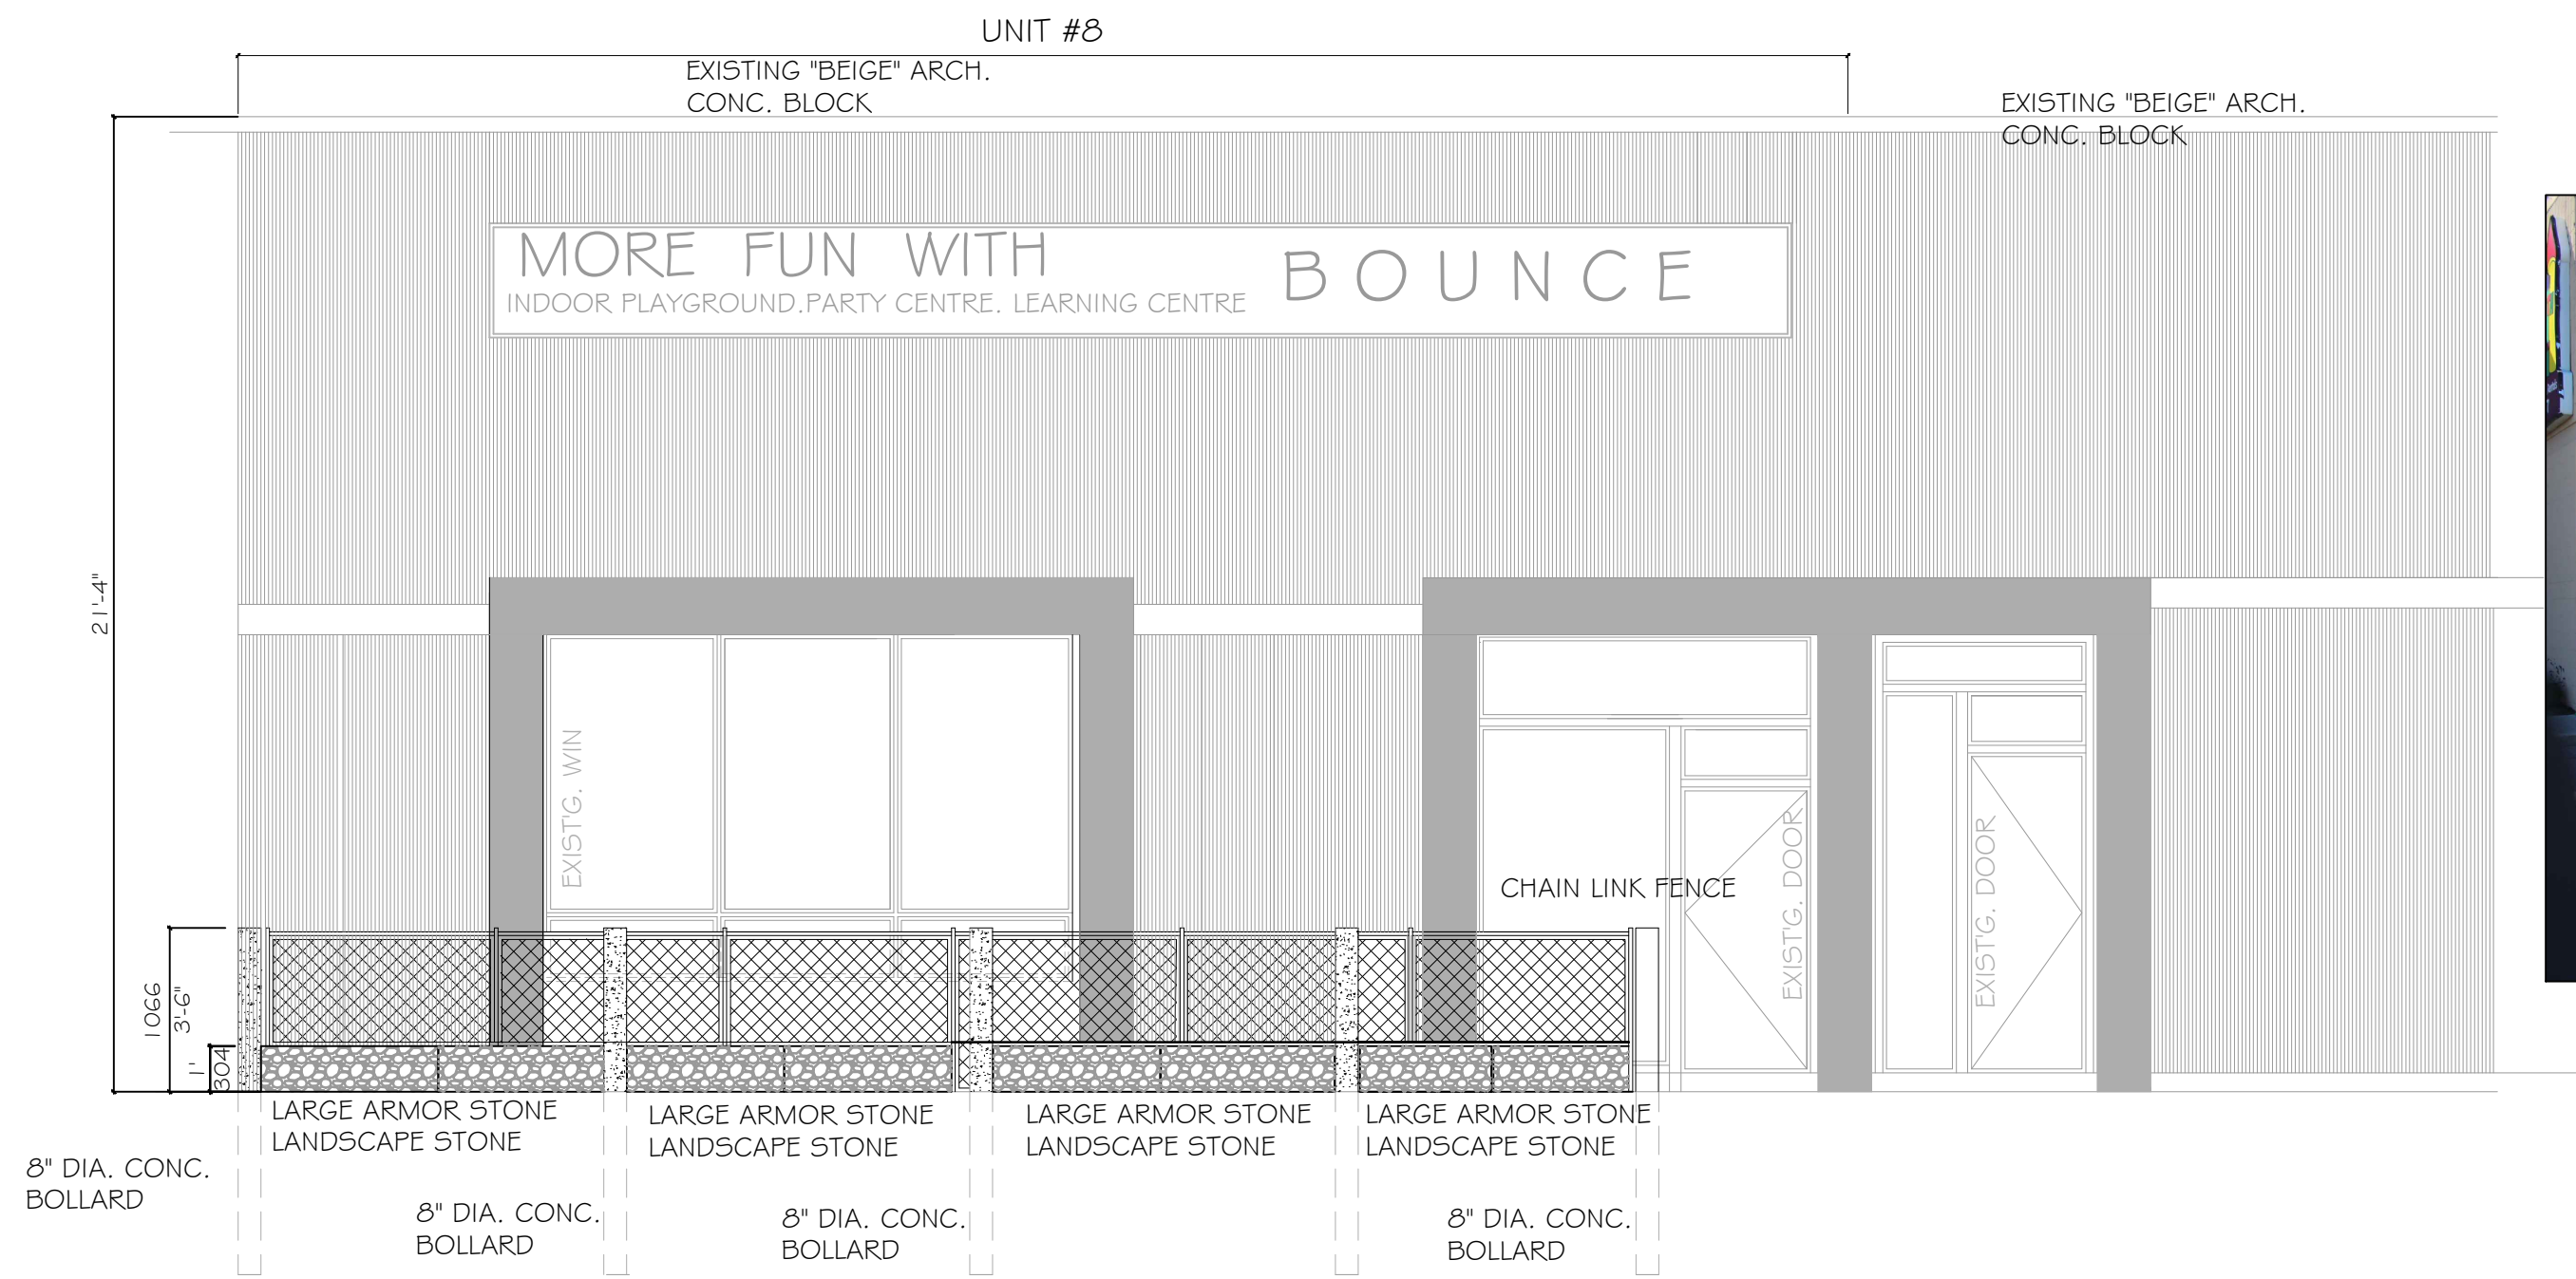 UNIT #8
EXISTING "BEIGE" ARCH.
CONC. BLOCK
EXISTING "BEIGE" ARCH.
CONC. BLOCK
MORE FUN WITH
INDOOR PLAYGROUND.PARTY CENTRE. LEARNING CENTRE
BOUNCE
21'-4"
EXIST'G. WIN
CHAIN LINK FENCE
EXIST'G. DOOR
EXIST'G. DOOR
1066
3'-6"
1'
304
LARGE ARMOR STONE
LANDSCAPE STONE
LARGE ARMOR STONE
LANDSCAPE STONE
LARGE ARMOR STONE
LANDSCAPE STONE
LARGE ARMOR STONE
LANDSCAPE STONE
8" DIA. CONC.
BOLLARD
8" DIA. CONC.
BOLLARD
8" DIA. CONC.
BOLLARD
8" DIA. CONC.
BOLLARD